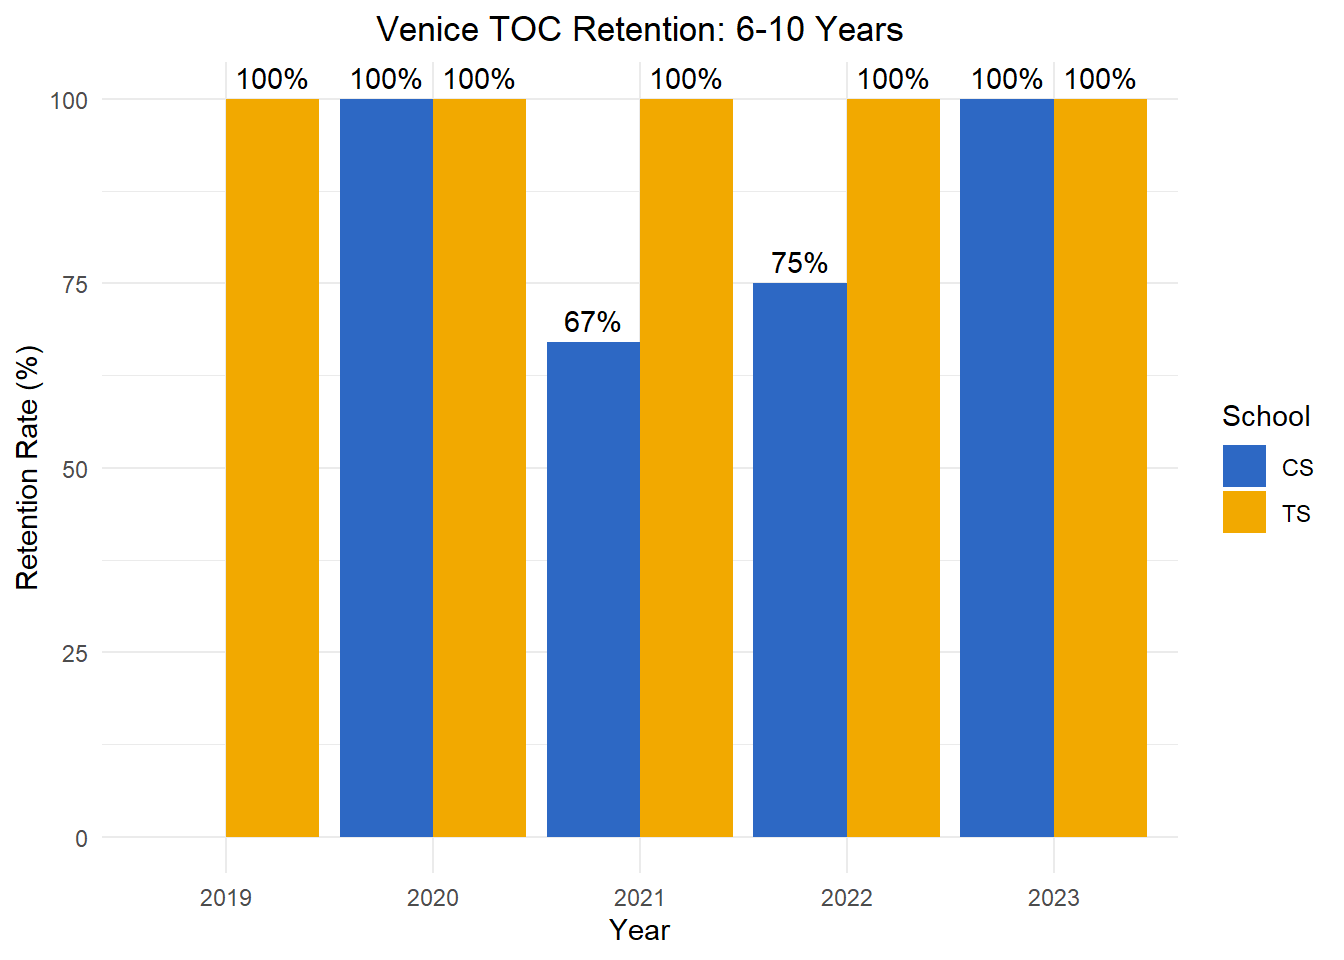 Venice TOC Retention: 6-10 Years
100% 100% 100% 100% 100% 100% 100%
75%
67%
100
75
50
25
0
Retention Rate (%)
2019 2020 2021 2022 2023
Year
School
CS
TS